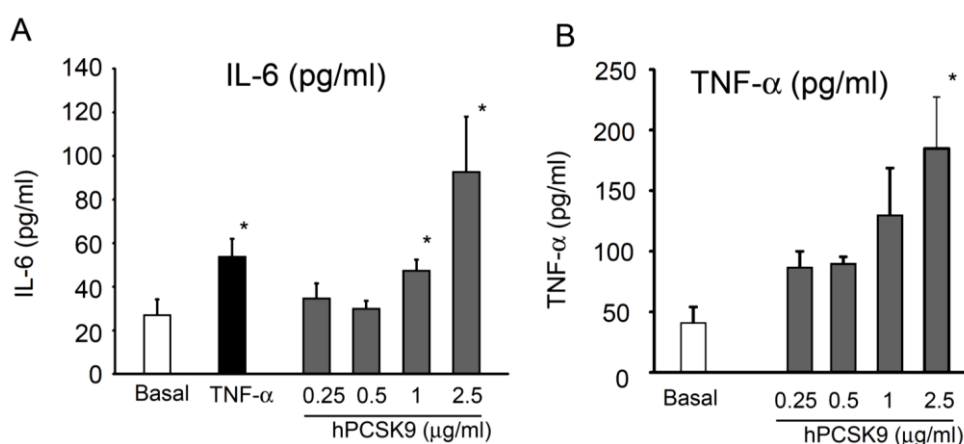 A
IL-6 (pg/ml)
IL-6 (pg/ml)
140
120
100
80
60
40
20
0
*
*
*
Basal TNF-α 0.25 0.5 1 2.5
hPCSK9 (μg/ml)
B
TNF-α (pg/ml)
TNF-α (pg/ml)
250
200
150
100
50
0
*
Basal 0.25 0.5 1 2.5
hPCSK9 (μg/ml)